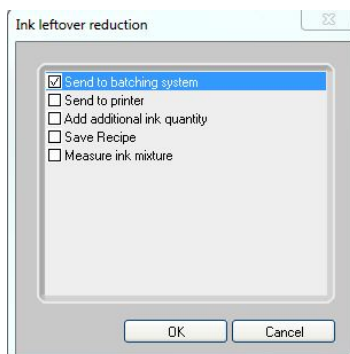 Ink leftover reduction
Send to batching system
Send to printer
Add additional ink quantity
Save Recipe
Measure ink mixture
OK Cancel